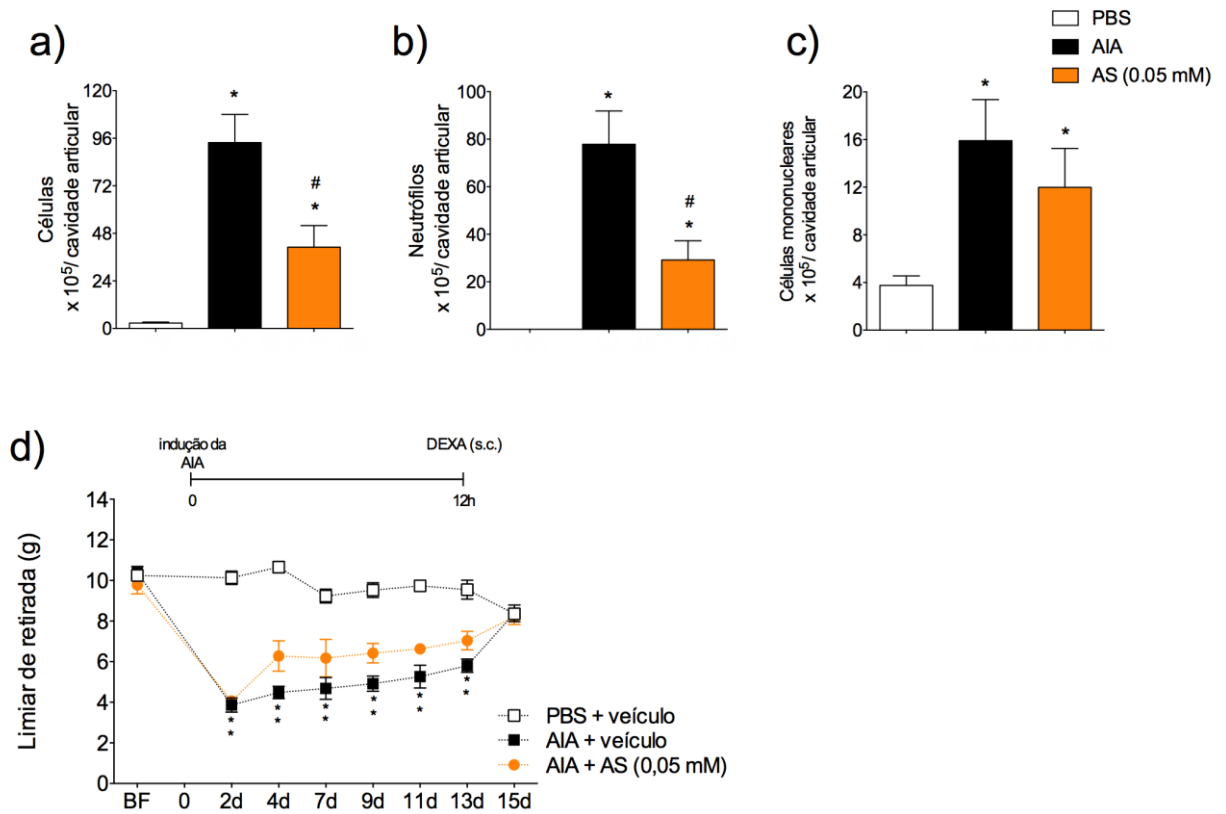 a)
b)
c)
PBS
AIA
AS (0.05 mM)
Células
x 10⁵/ cavidade articular
120
96
72
48
24
0
*
#
*
Neutrófilos
x 10⁵/ cavidade articular
100
80
60
40
20
0
*
#
*
Células mononucleares
x 10⁵/ cavidade articular
20
16
12
8
4
0
*
*
d)
indução da
AIA
DEXA (s.c.)
0
12h
Limiar de retirada (g)
14
12
10
8
6
4
2
0
* * * * * *
* * * * * *
PBS + veículo
AIA + veículo
AIA + AS (0,05 mM)
BF 0 2d 4d 7d 9d 11d 13d 15d